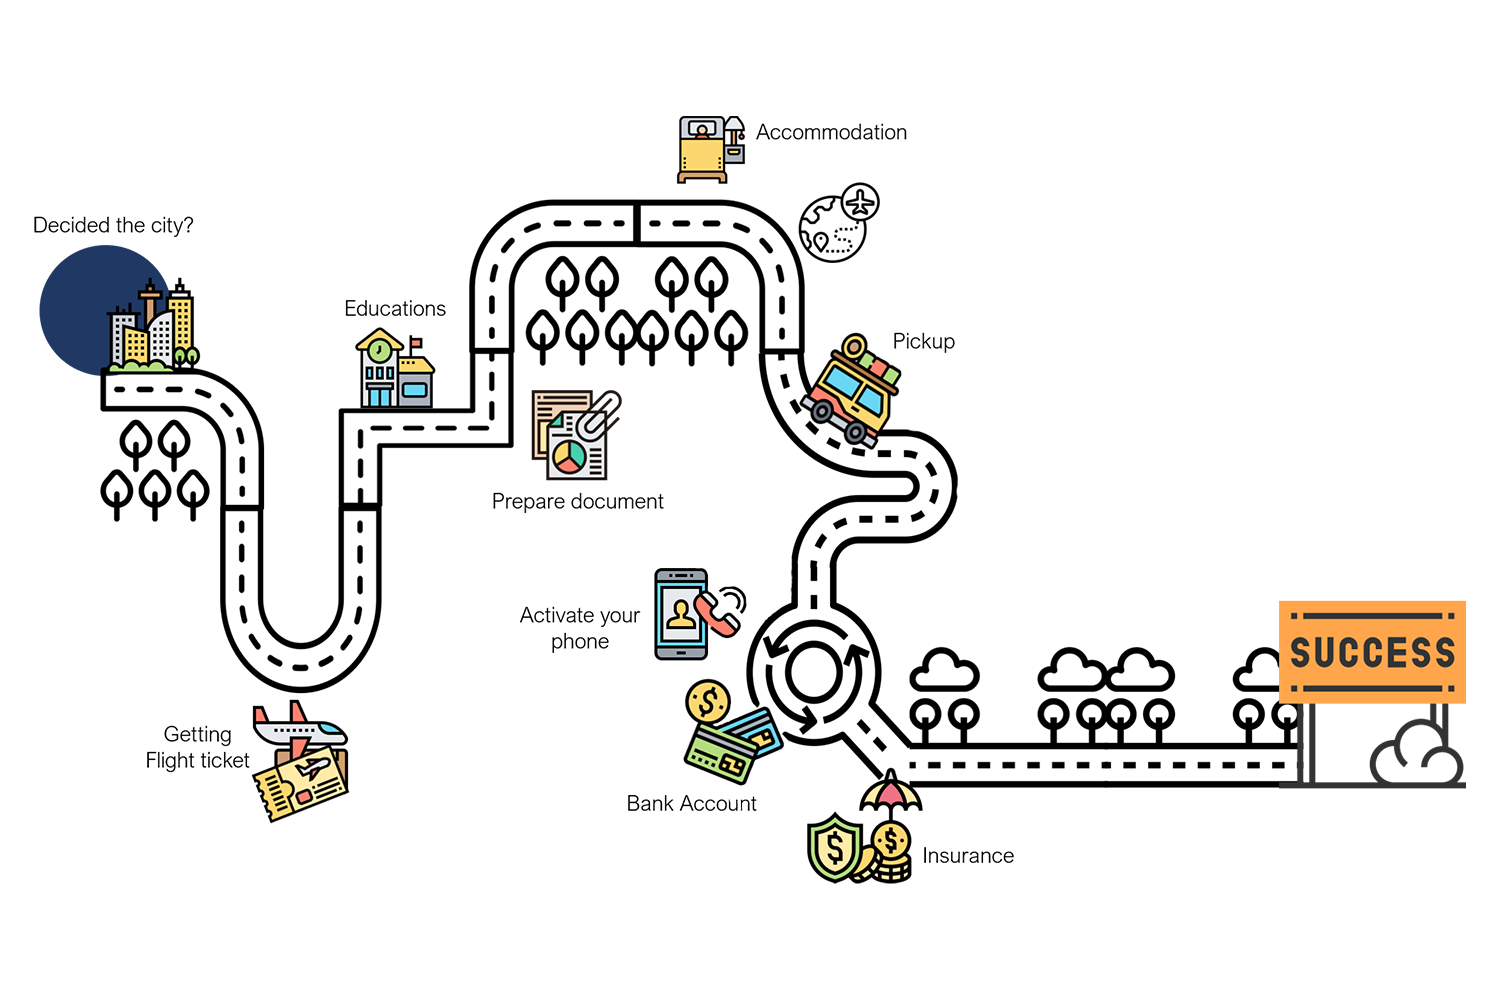 Decided the city?
Getting
Flight ticket
Educations
Prepare document
Accommodation
Pickup
Activate your
phone
Bank Account
Insurance
SUCCESS